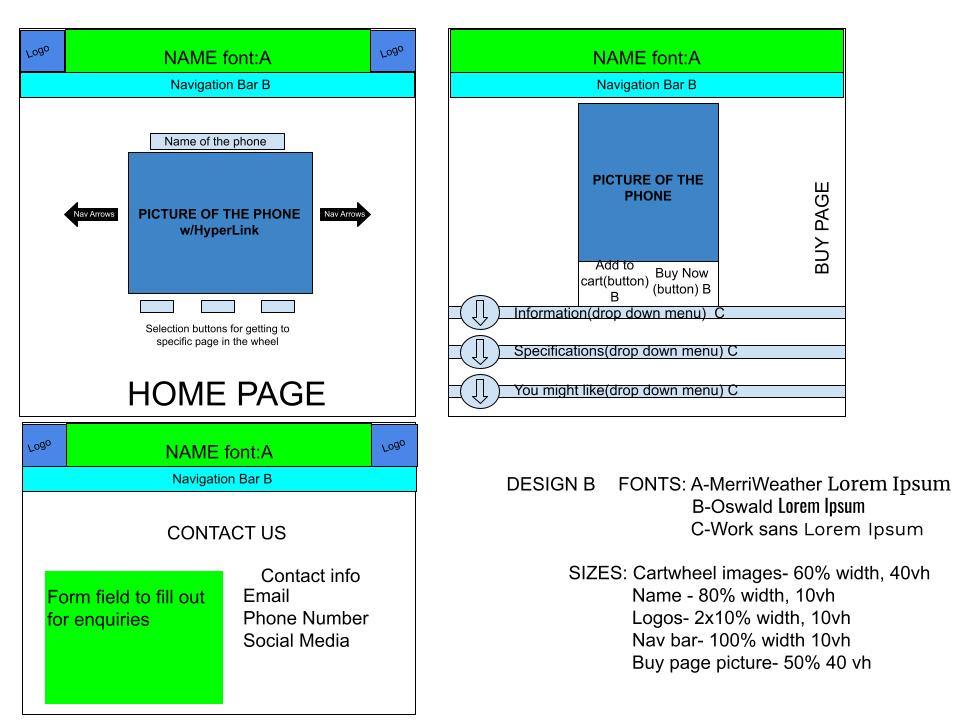 Logo
NAME font:A
Logo
Navigation Bar B
Name of the phone
Nav Arrows
PICTURE OF THE PHONE
w/HyperLink
Nav Arrows
Selection buttons for getting to
specific page in the wheel
HOME PAGE
NAME font:A
Navigation Bar B
PICTURE OF THE
PHONE
BUY PAGE
Add to
cart(button)
B
Buy Now
(button) B
Information(drop down menu)  C
Specifications(drop down menu) C
You might like(drop down menu) C
Logo
NAME font:A
Logo
Navigation Bar B
CONTACT US
Form field to fill out
for enquiries
Contact info
Email
Phone Number
Social Media
DESIGN B FONTS: A-MerriWeather Lorem Ipsum
B-Oswald Lorem Ipsum
C-Work sans Lorem Ipsum
SIZES: Cartwheel images- 60% width, 40vh
Name - 80% width, 10vh
Logos- 2x10% width, 10vh
Nav bar- 100% width 10vh
Buy page picture- 50% 40 vh